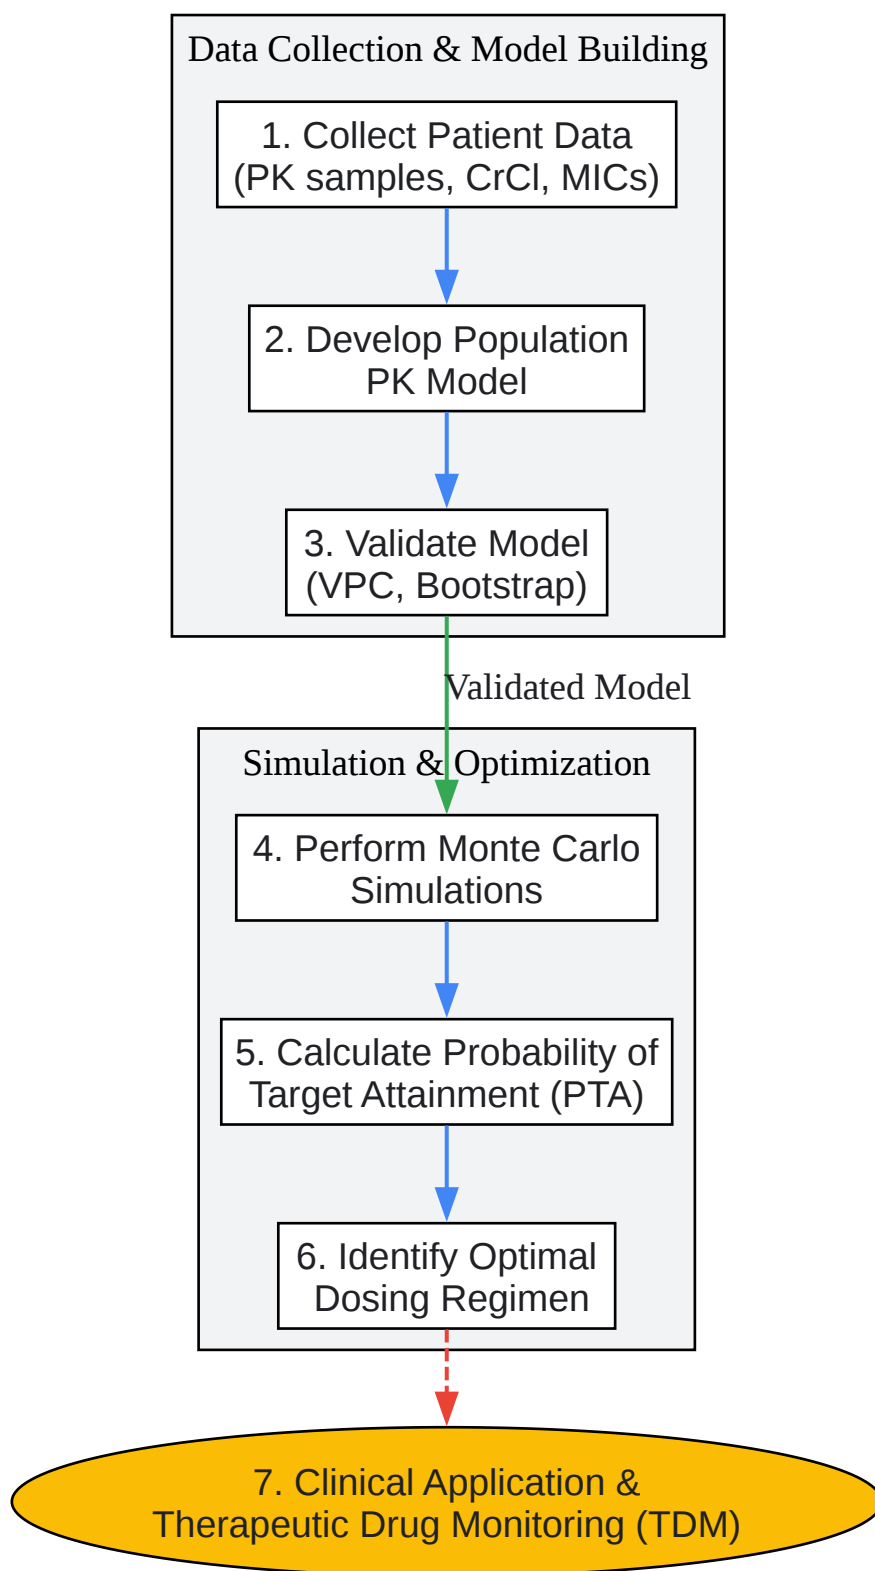 Data Collection & Model Building
1. Collect Patient Data
(PK samples, CrCl, MICs)
2. Develop Population
PK Model
3. Validate Model
(VPC, Bootstrap)
Validated Model
Simulation & Optimization
4. Perform Monte Carlo
Simulations
5. Calculate Probability of
Target Attainment (PTA)
6. Identify Optimal
Dosing Regimen
7. Clinical Application &
Therapeutic Drug Monitoring (TDM)